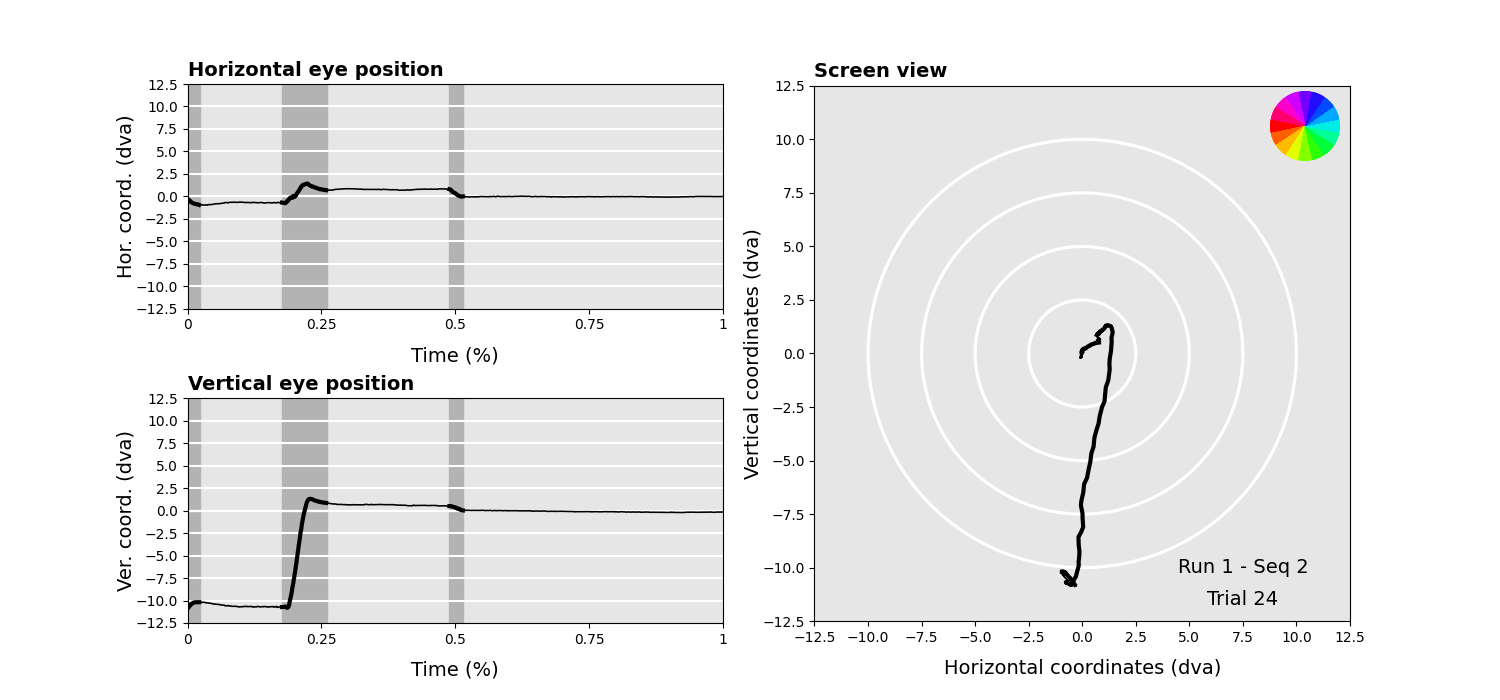 Horizontal eye position
12.5
10.0
7.5
5.0
2.5
0.0
−2.5
−5.0
−7.5
−10.0
−12.5
Hor. coord. (dva)
0 0.25 0.5 0.75 1
Time (%)
Vertical eye position
12.5
10.0
7.5
5.0
2.5
0.0
−2.5
−5.0
−7.5
−10.0
−12.5
Ver. coord. (dva)
0 0.25 0.5 0.75 1
Time (%)
Screen view
12.5
10.0
7.5
5.0
2.5
0.0
−2.5
−5.0
−7.5
−10.0
−12.5
Vertical coordinates (dva)
Run 1 - Seq 2
Trial 24
−12.5 −10.0 −7.5 −5.0 −2.5 0.0 2.5 5.0 7.5 10.0 12.5
Horizontal coordinates (dva)